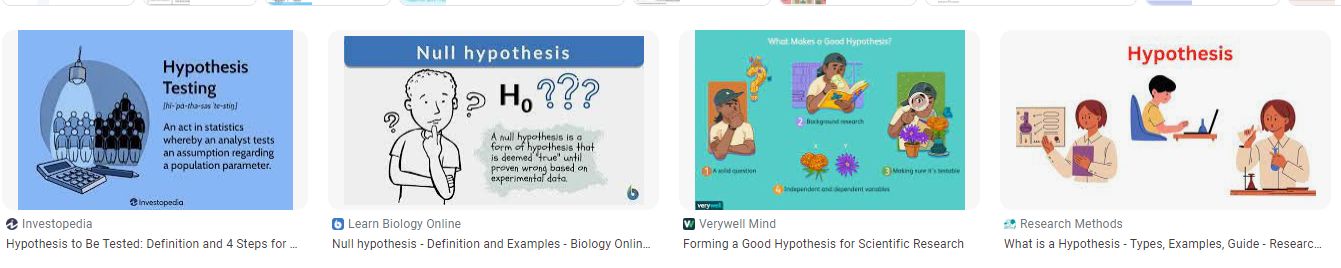 Hypothesis
Testing
[hi-ˈpä-thə-səs ˈte-stiŋ]
An act in statistics
whereby an analyst tests
an assumption regarding
a population parameter.
Investopedia
Investopedia
Hypothesis to Be Tested: Definition and 4 Steps for ...
Null hypothesis
H0 ???
? ?
A null hypothesis is a
form of hypothesis that
is deemed "true" until
proven wrong based on
experimental data.
Learn Biology Online
Null hypothesis - Definition and Examples - Biology Onlin...
What Makes a Good Hypothesis?
?
2 Background research
X Y
1 A solid question
3 Making sure it's testable
4 Independent and dependent variables
verywell
Verywell Mind
Forming a Good Hypothesis for Scientific Research
Hypothesis
Research Methods
What is a Hypothesis - Types, Examples, Guide - Researc...